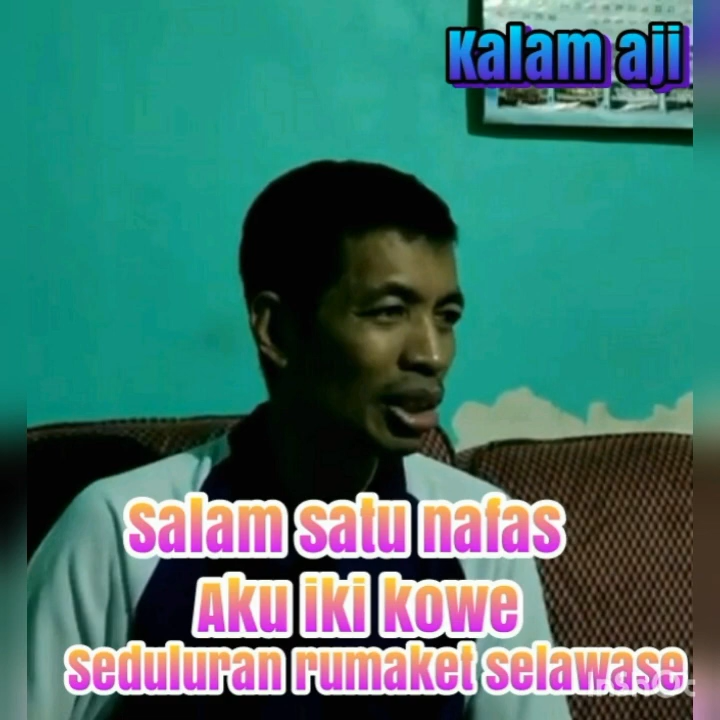 Kalam aji
Salam satu nafas
Aku iki kowe
seduluran rumaket selawase